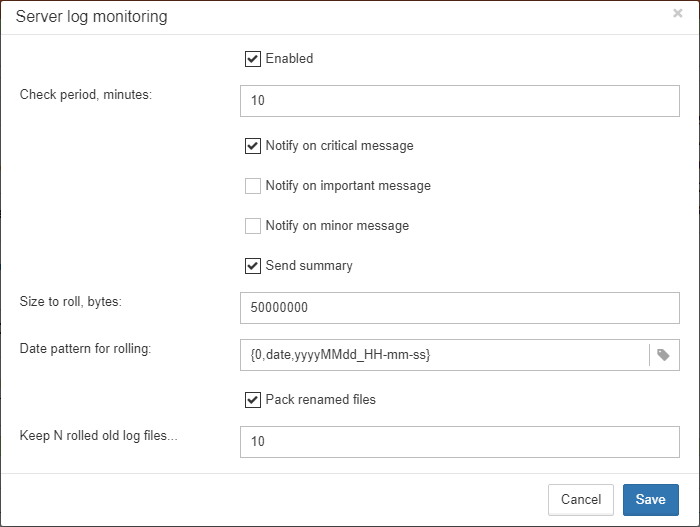 Server log monitoring
×
Enabled
Check period, minutes:
10
Notify on critical message
Notify on important message
Notify on minor message
Send summary
Size to roll, bytes:
50000000
Date pattern for rolling:
{0,date,yyyyMMdd_HH-mm-ss}
Pack renamed files
Keep N rolled old log files...
10
Cancel
Save